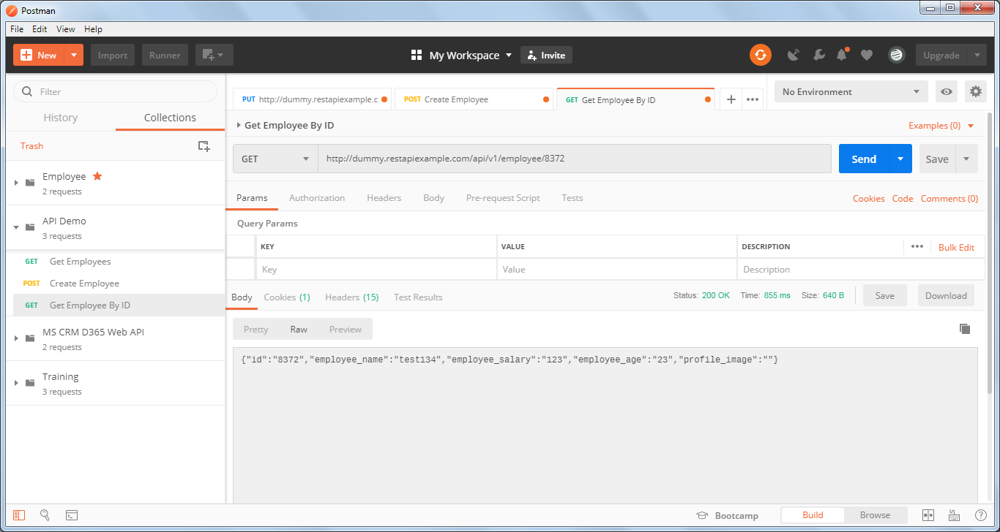 Postman
File Edit View Help
New Import Runner My Workspace Invite Upgrade
Filter
History Collections
Trash
Employee
2 requests
API Demo
3 requests
GET Get Employees
POST Create Employee
GET Get Employee By ID
MS CRM D365 Web API
2 requests
Training
3 requests
PUT http://dummy.restapiexample.c POST Create Employee GET Get Employee By ID No Environment
Get Employee By ID Examples (0)
GET http://dummy.restapiexample.com/api/v1/employee/8372 Send Save
Params Authorization Headers Body Pre-request Script Tests Cookies Code Comments (0)
Query Params
KEY VALUE DESCRIPTION Bulk Edit
Key Value Description
Body Cookies (1) Headers (15) Test Results Status: 200 OK Time: 855 ms Size: 640 B Save Download
Pretty Raw Preview
{"id":"8372","employee_name":"test134","employee_salary":"123","employee_age":"23","profile_image":""}
Bootcamp Build Browse